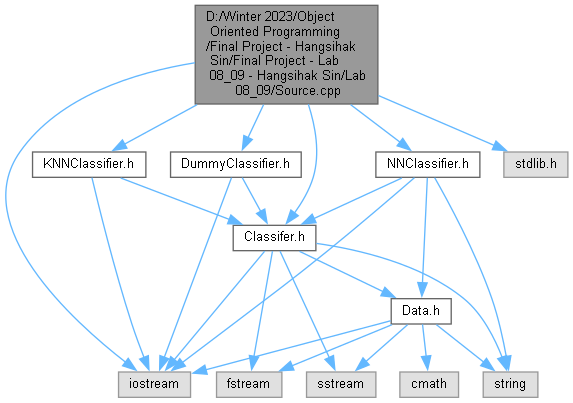 D:/Winter 2023/Object
Oriented Programming
/Final Project - Hangsihak
Sin/Final Project - Lab
08_09 - Hangsihak Sin/Lab
08_09/Source.cpp
KNNClassifier.h
DummyClassifier.h
NNClassifier.h
stdlib.h
Classifer.h
Data.h
iostream
fstream
sstream
cmath
string